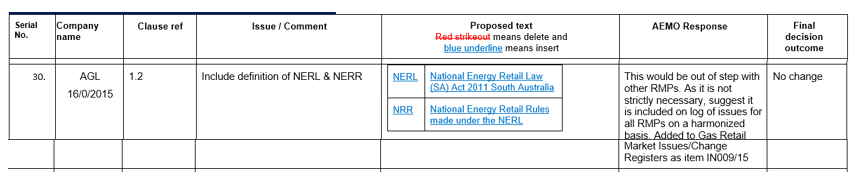 Serial No.
Company name
Clause ref
Issue / Comment
Proposed text
Red strikeout means delete and
blue underline means insert
AEMO Response
Final
decision
outcome
30.
AGL
16/0/2015
1.2
Include definition of NERL & NERR
NERL
National Energy Retail Law
(SA) Act 2011 South Australia
NRR
National Energy Retail Rules
made under the NERL
This would be out of step with
other RMPs. As it is not
strictly necessary, suggest it
is included on log of issues for
all RMPs on a harmonized
basis. Added to Gas Retail
Market Issues/Change
Registers as item IN009/15
No change